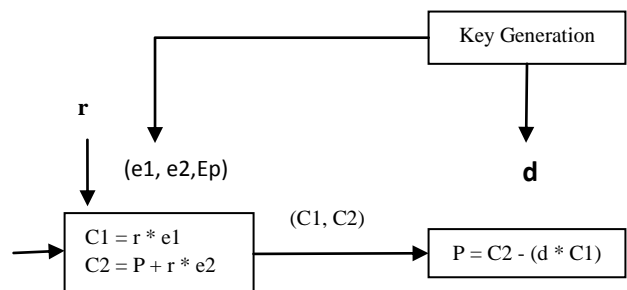 Key Generation
r
(e1, e2,Ep)
d
(C1, C2)
C1 = r * e1
C2 = P + r * e2
P = C2 - (d * C1)